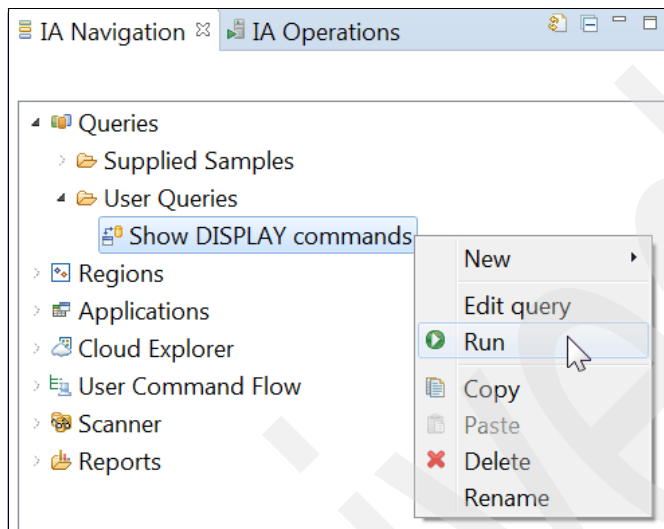 IA Navigation IA Operations
Queries
Supplied Samples
User Queries
Show DISPLAY commands
Regions
Applications
Cloud Explorer
User Command Flow
Scanner
Reports
New
Edit query
Run
Copy
Paste
Delete
Rename